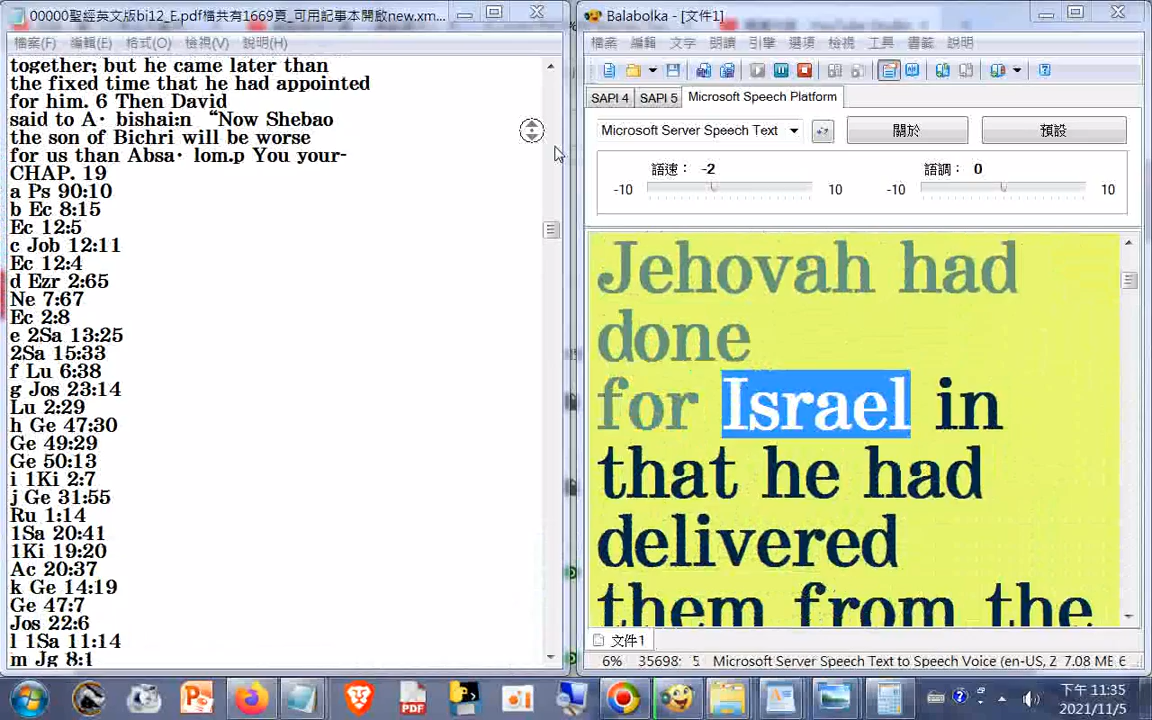 00000聖經英文版bi12_E.pdf檔共有1669頁_可用記事本開啟new.xm...
檔案(F) 編輯(E) 格式(O) 檢視(V) 說明(H)
together; but he came later than
the fixed time that he had appointed
for him. 6 Then David
said to A· bishai:n “Now Shebao
the son of Bichri will be worse
for us than Absa· lom.p You your-
CHAP. 19
a Ps 90:10
b Ec 8:15
Ec 12:5
c Job 12:11
Ec 12:4
d Ezr 2:65
Ne 7:67
Ec 2:8
e 2Sa 13:25
2Sa 15:33
f Lu 6:38
g Jos 23:14
Lu 2:29
h Ge 47:30
Ge 49:29
Ge 50:13
i 1Ki 2:7
j Ge 31:55
Ru 1:14
1Sa 20:41
1Ki 19:20
Ac 20:37
k Ge 14:19
Ge 47:7
Jos 22:6
l 1Sa 11:14
m Jg 8:1
Balabolka - [文件1]
檔案 編輯 文字 朗讀 引擎 選項 檢視 工具 書籤 說明
SAPI 4 SAPI 5 Microsoft Speech Platform
Microsoft Server Speech Text 關於 預設
語速： -2 語調： 0
-10 10 -10 10
Jehovah had
done
for Israel in
that he had
delivered
them from the
文件1
6% 35698: 5 Microsoft Server Speech Text to Speech Voice (en-US, Z 7.08 MB 6
PDF
下午 11:35
2021/11/5